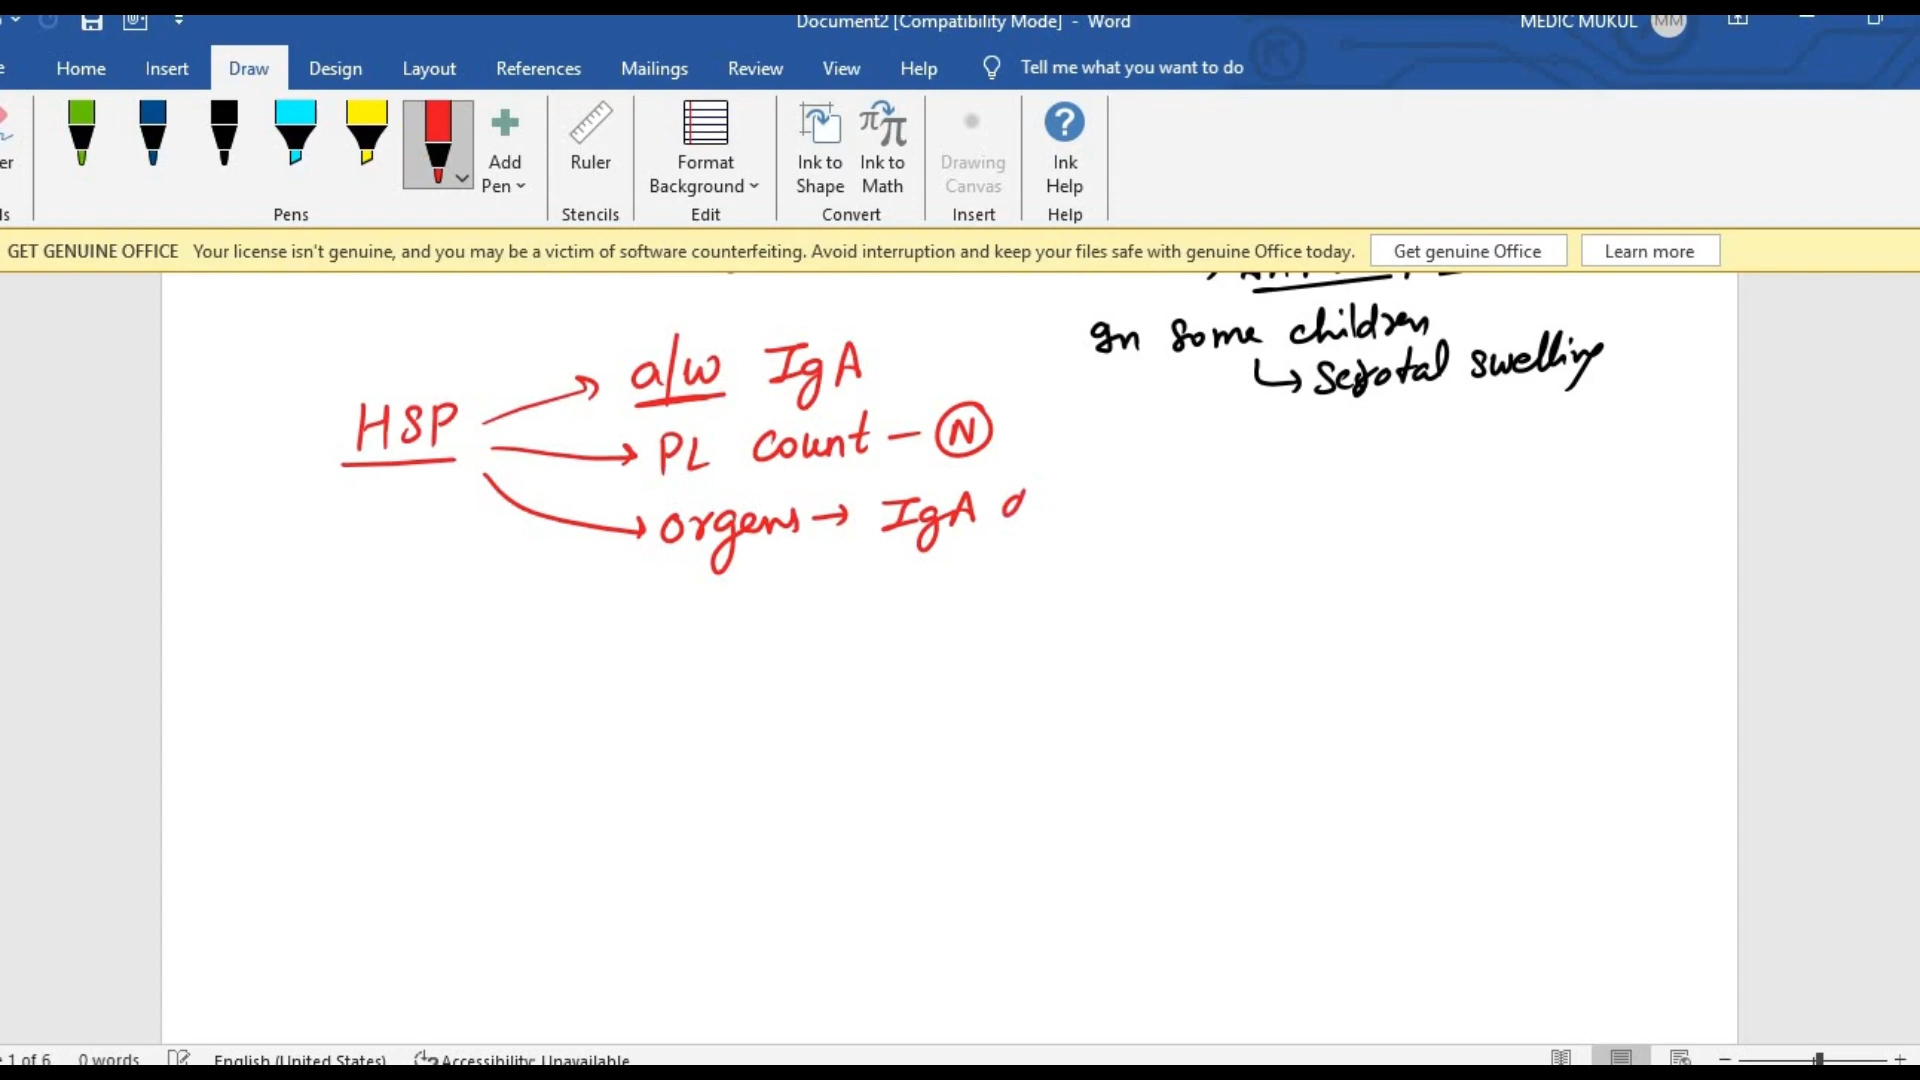 Document2 [Compatibility Mode] - Word
MEDIC MUKUL MM
Home Insert Draw Design Layout References Mailings Review View Help Tell me what you want to do
Add Pen
Ruler
Format Background
Ink to Shape
Ink to Math
Drawing Canvas
Ink Help
Pens Stencils Edit Convert Insert Help
GET GENUINE OFFICE Your license isn't genuine, and you may be a victim of software counterfeiting. Avoid interruption and keep your files safe with genuine Office today. Get genuine Office Learn more
In some children
↳ Scrotal swelling
HSP → a/w IgA
→ PL count - N
→ orgens → IgA d
1 of 6 0 words English (United States) Accessibility: Unavailable